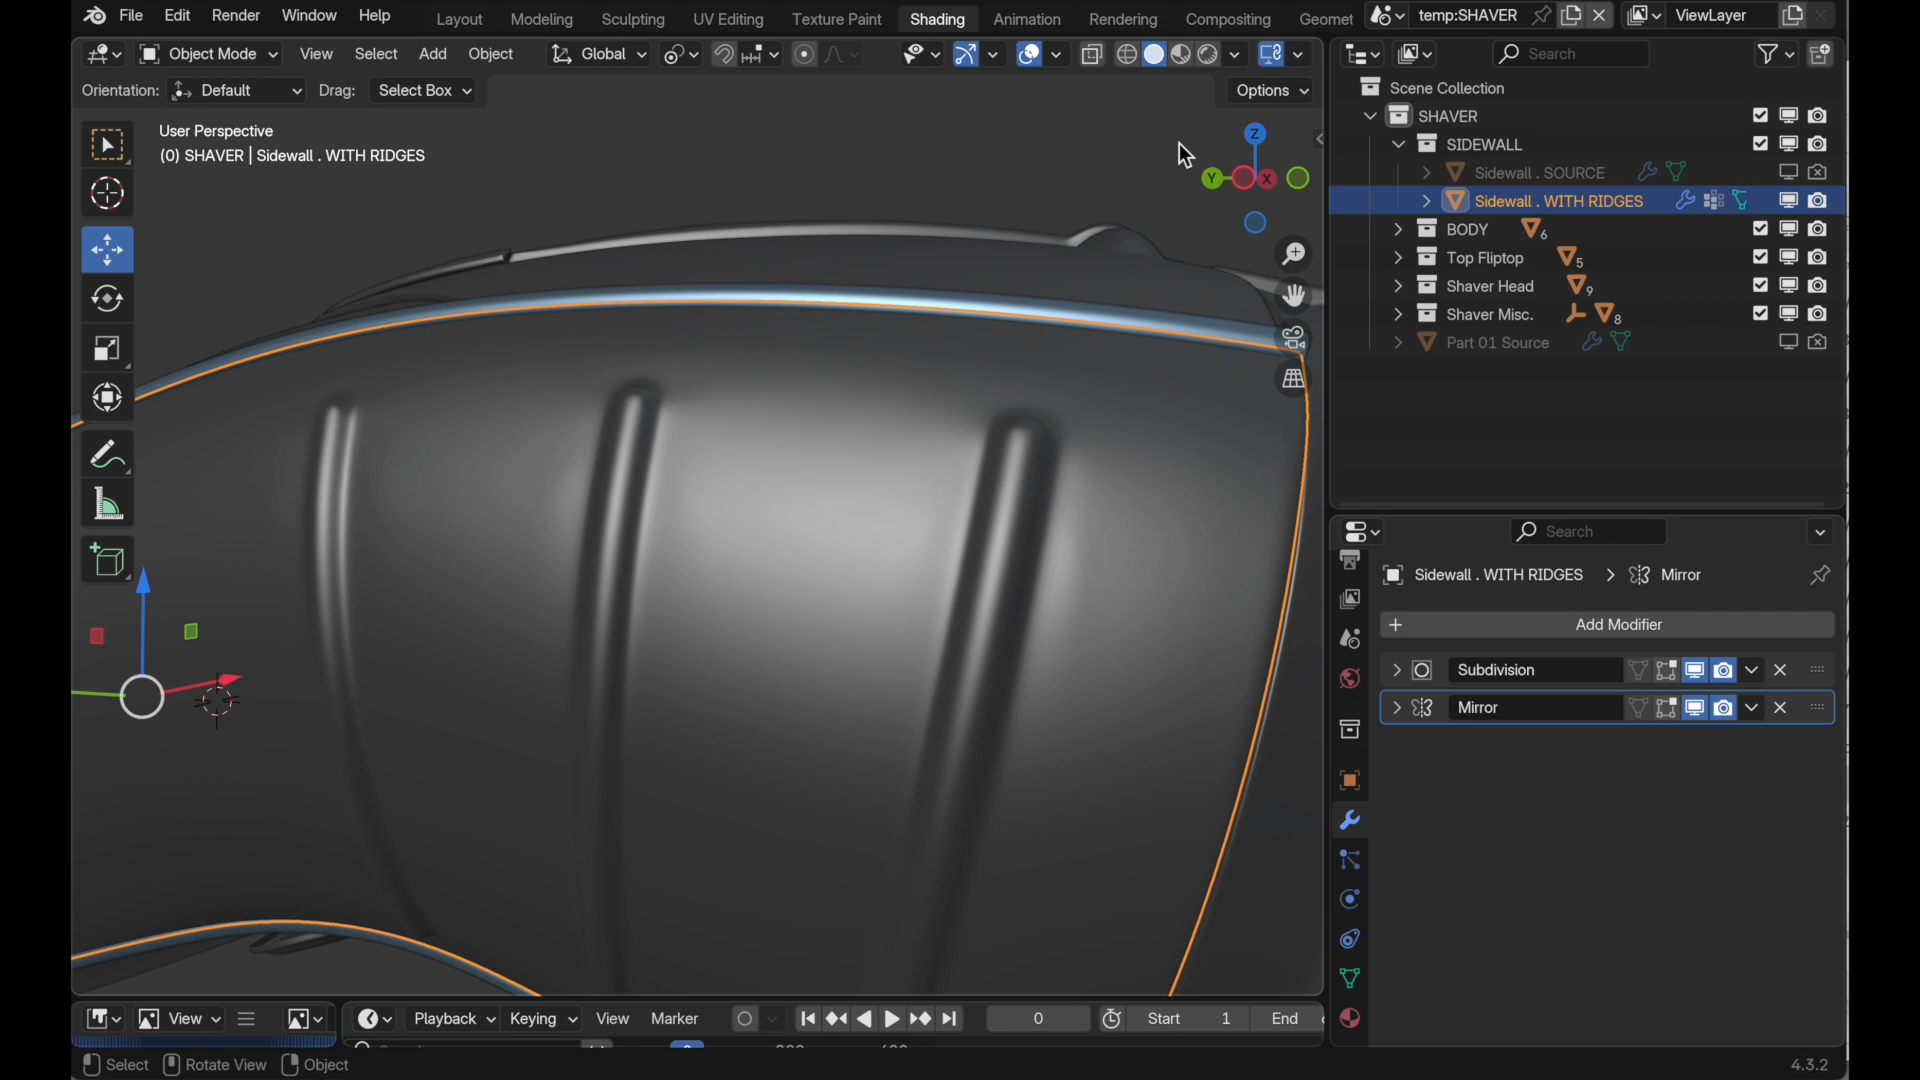 File Edit Render Window Help Layout Modeling Sculpting UV Editing Texture Paint Shading Animation Rendering Compositing Geomet temp:SHAVER ViewLayer
Object Mode View Select Add Object Global Search
Orientation: Default Drag: Select Box Options
User Perspective
(0) SHAVER | Sidewall . WITH RIDGES
Z
Y
X
Scene Collection
SHAVER
SIDEWALL
Sidewall . SOURCE
Sidewall . WITH RIDGES
BODY 6
Top Fliptop 5
Shaver Head 9
Shaver Misc. 8
Part 01 Source
Search
Sidewall . WITH RIDGES Mirror
Add Modifier
Subdivision
Mirror
View Playback Keying View Marker 0 Start 1 End
Select Rotate View Object 4.3.2